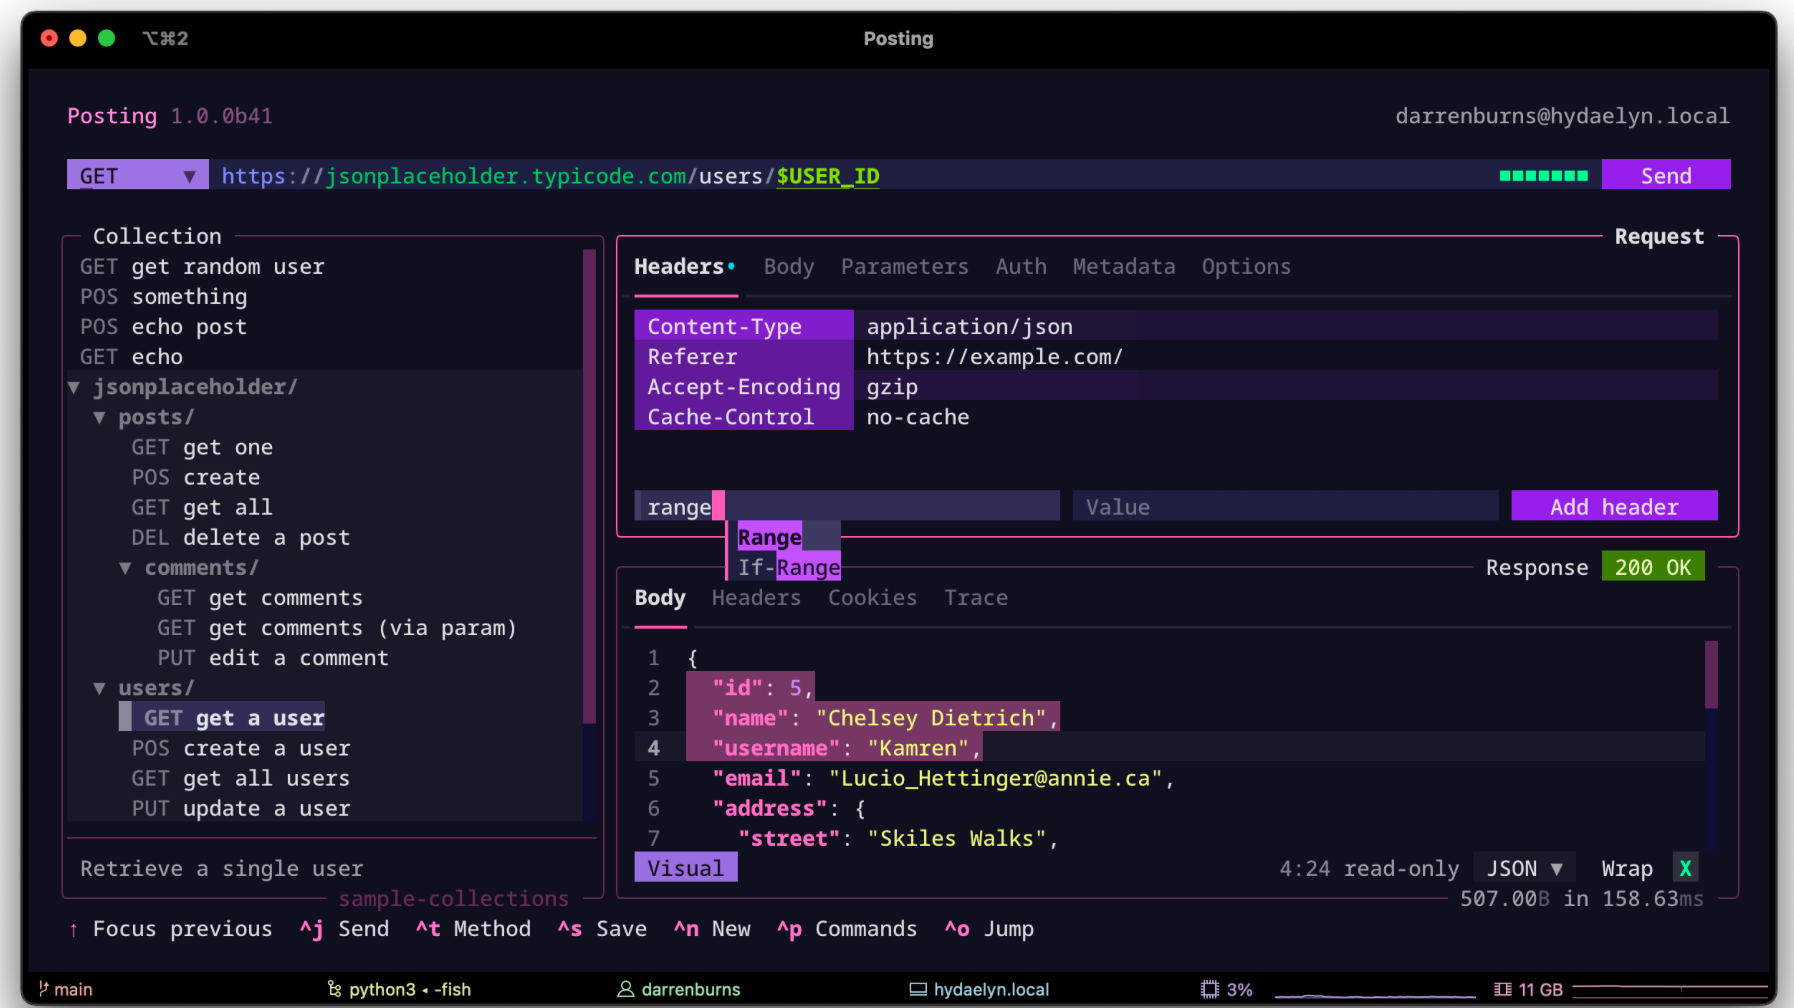 ⌥⌘2
Posting
Posting 1.0.0b41
darrenburns@hydaelyn.local
GET ▼ https://jsonplaceholder.typicode.com/users/$USER_ID
Send
Collection
GET get random user
POS something
POS echo post
GET echo
▼ jsonplaceholder/
▼ posts/
GET get one
POS create
GET get all
DEL delete a post
▼ comments/
GET get comments
GET get comments (via param)
PUT edit a comment
▼ users/
GET get a user
POS create a user
GET get all users
PUT update a user
Retrieve a single user
sample-collections
Request
Headers• Body Parameters Auth Metadata Options
Content-Type application/json
Referer https://example.com/
Accept-Encoding gzip
Cache-Control no-cache
range Value Add header
Range
If-Range
Response 200 OK
Body Headers Cookies Trace
1 {
2 "id": 5,
3 "name": "Chelsey Dietrich",
4 "username": "Kamren",
5 "email": "Lucio_Hettinger@annie.ca",
6 "address": {
7 "street": "Skiles Walks",
Visual 4:24 read-only JSON ▼ Wrap X
507.00B in 158.63ms
↑ Focus previous ^j Send ^t Method ^s Save ^n New ^p Commands ^o Jump
main python3 ◂ -fish darrenburns hydaelyn.local 3% 11 GB